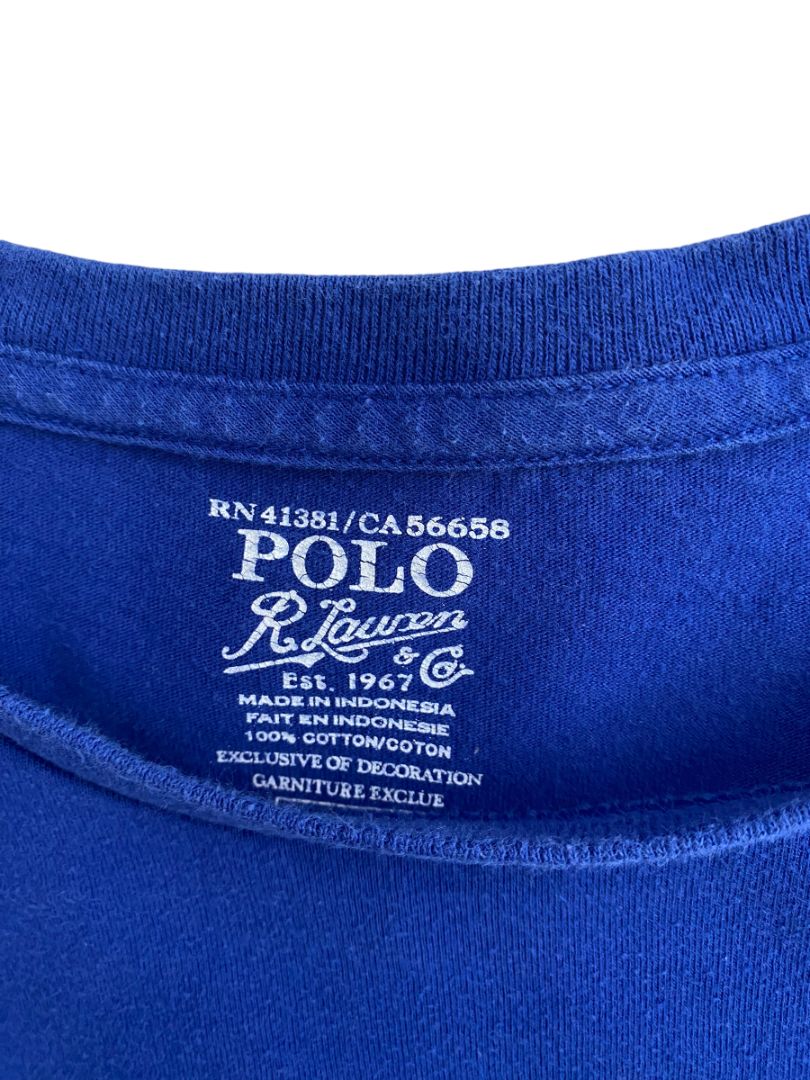 RN 41381/CA 56658
POLO
R. Lauren
& Co.
Est. 1967
MADE IN INDONESIA
FAIT EN INDONESIE
100% COTTON/COTON
EXCLUSIVE OF DECORATION
GARNITURE EXCLUE